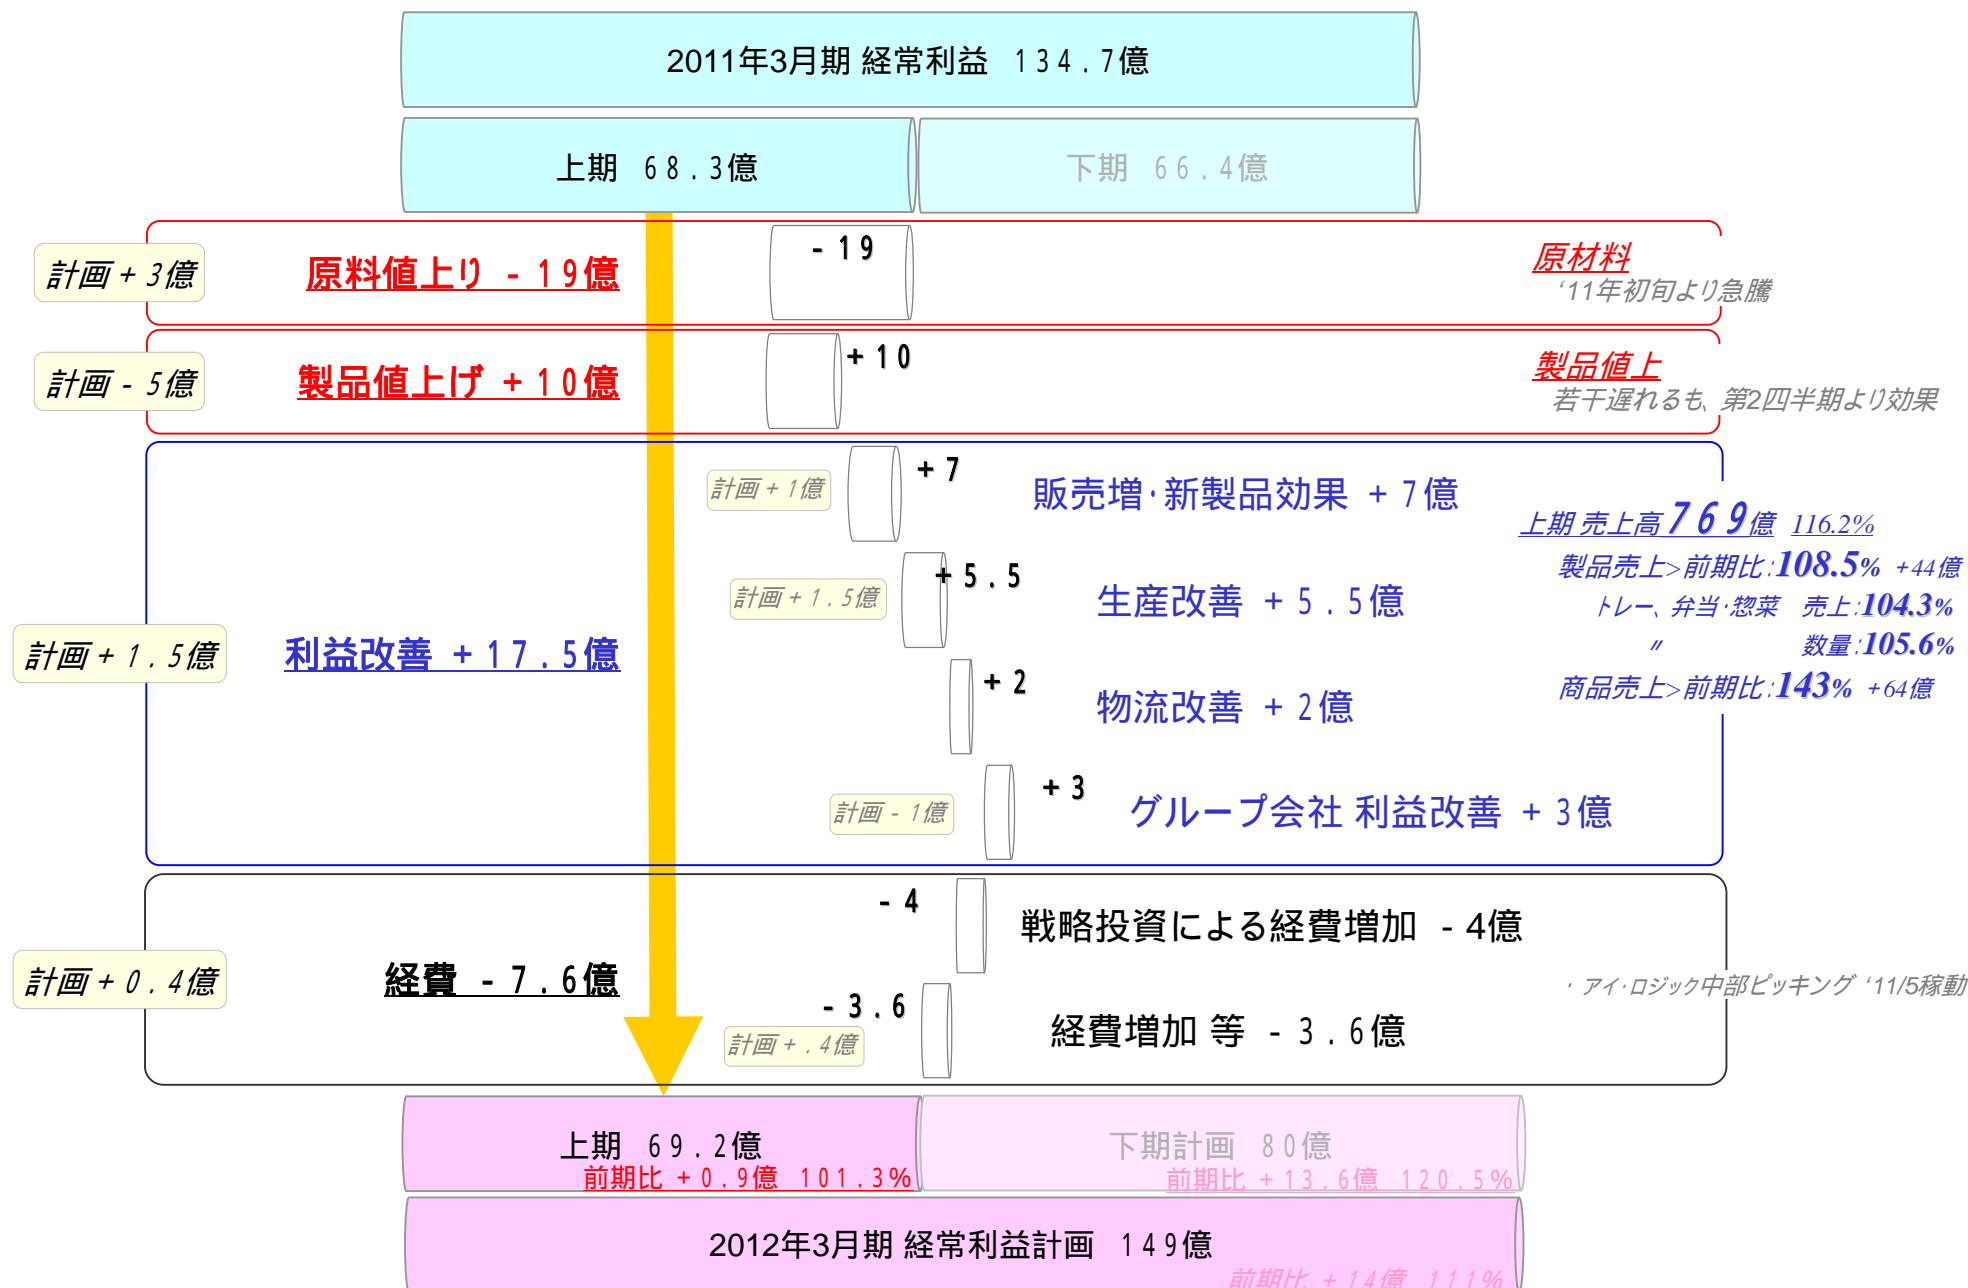 2011年3月期 経常利益 134.7億
上期 68.3億
下期 66.4億
計画+3億
原料値上り -19億
-19
原材料
‘11年初旬より急騰
計画-5億
製品値上げ +10億
+10
製品値上
若干遅れるも、第2四半期より効果
計画+1億
+7
販売増・新製品効果 +7億
上期 売上高769億 116.2%
製品売上>前期比:108.5% +44億
計画+1.5億
+5.5
生産改善 +5.5億
トレー、弁当・惣菜 売上:104.3%
〃 数量:105.6%
計画+1.5億
利益改善 +17.5億
+2
物流改善 +2億
商品売上>前期比:143% +64億
計画-1億
+3
グループ会社 利益改善 +3億
-4
戦略投資による経費増加 -4億
計画+0.4億
経費 -7.6億
・アイ・ロジック中部ピッキング ‘11/5稼動
-3.6
計画+.4億
経費増加 等 -3.6億
上期 69.2億
前期比 +0.9億 101.3%
下期計画 80億
前期比 +13.6億 120.5%
2012年3月期 経常利益計画 149億
前期比 +14億 111%